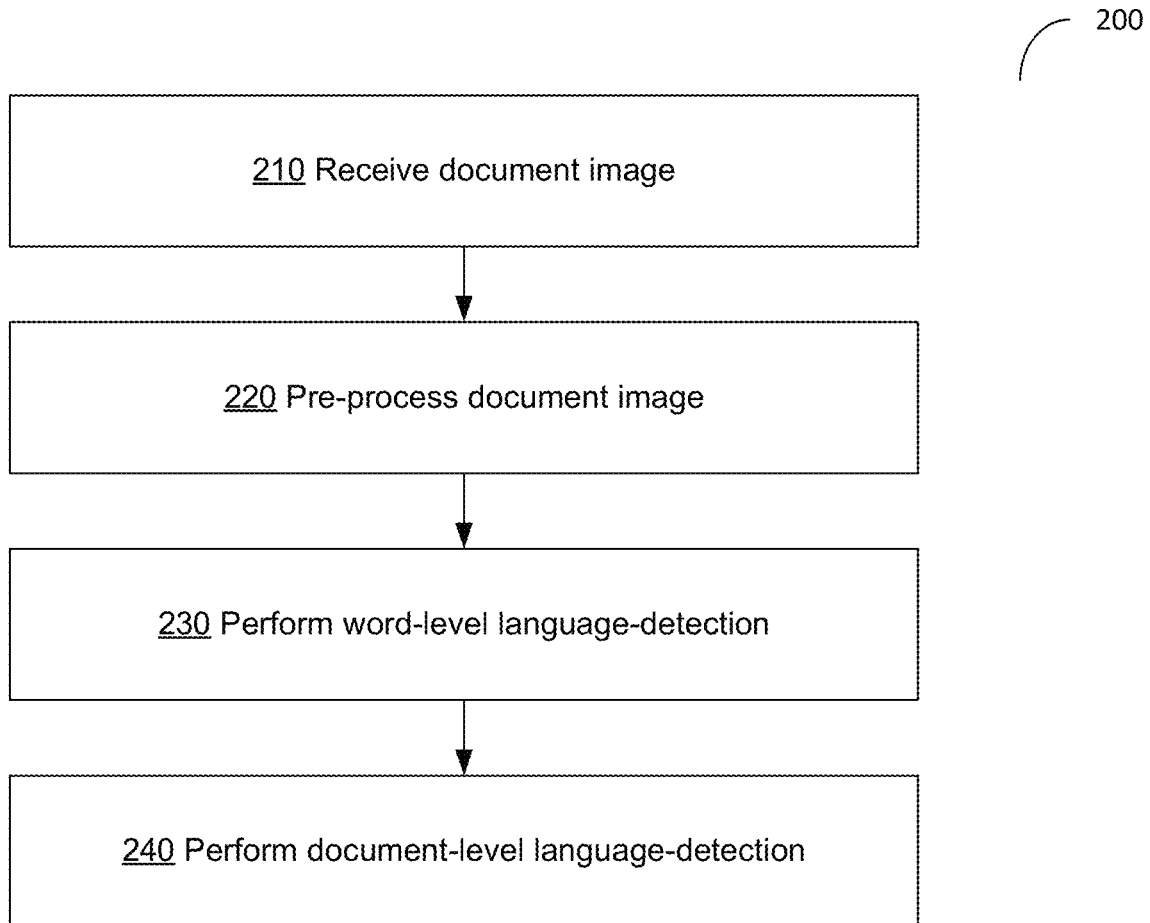 200
210 Receive document image
220 Pre-process document image
230 Perform word-level language-detection
240 Perform document-level language-detection